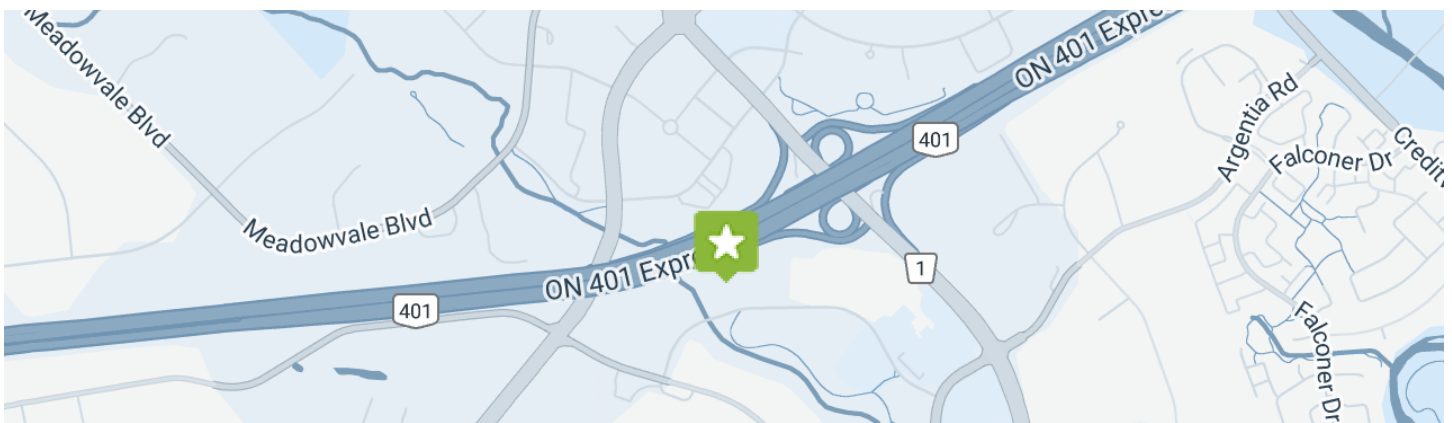 Meadowvale Blvd
ON 401 Expre
401
Argentia Rd
Falconer Dr
Creditv
Meadowvale Blvd
ON 401 Expre
1
401
Falconer Dr